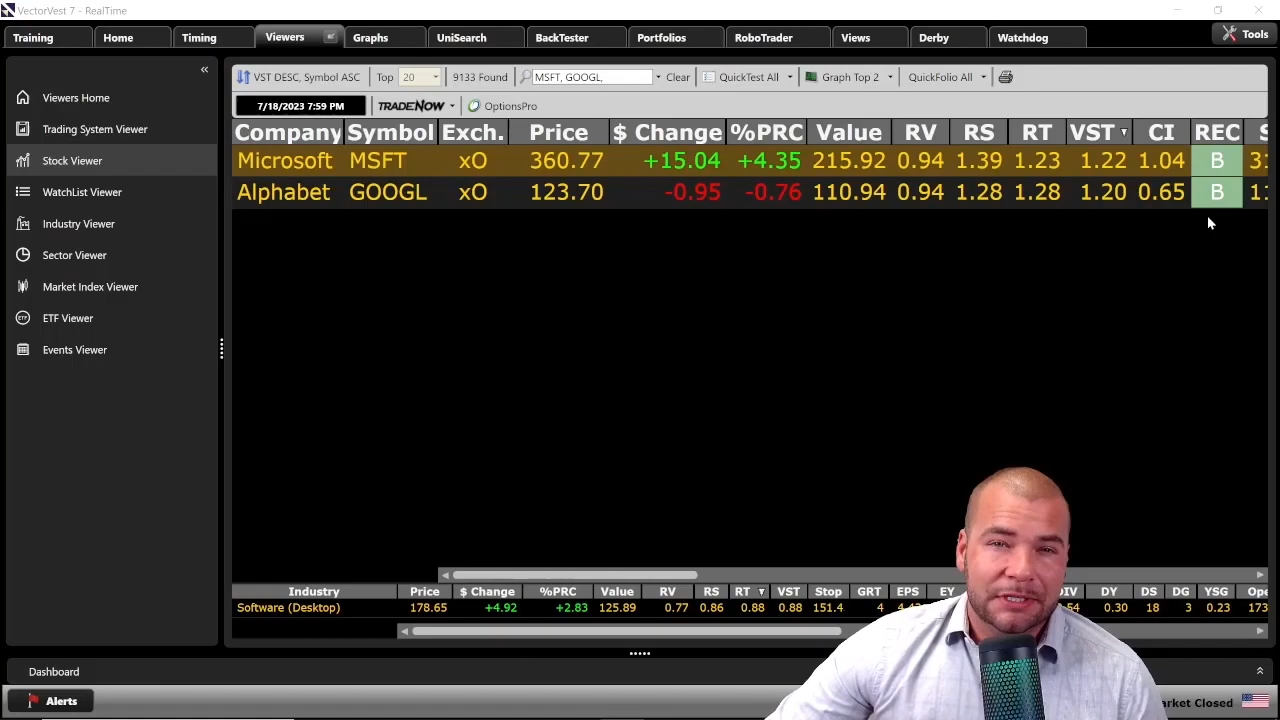 VectorVest 7 - RealTime
Training Home Timing Viewers Graphs UniSearch BackTester Portfolios RoboTrader Views Derby Watchdog Tools
VST DESC, Symbol ASC Top 20 9133 Found MSFT, GOOGL, Clear QuickTest All Graph Top 2 QuickFolio All
7/18/2023 7:59 PM TRADENOW OptionsPro
Viewers Home
Trading System Viewer
Stock Viewer
WatchList Viewer
Industry Viewer
Sector Viewer
Market Index Viewer
ETF Viewer
Events Viewer
Company Symbol Exch. Price $ Change %PRC Value RV RS RT VST CI REC
Microsoft MSFT xO 360.77 +15.04 +4.35 215.92 0.94 1.39 1.23 1.22 1.04 B
Alphabet GOOGL xO 123.70 -0.95 -0.76 110.94 0.94 1.28 1.28 1.20 0.65 B
Industry Price $ Change %PRC Value RV RS RT VST Stop GRT EPS EY DY DS DG YSG
Software (Desktop) 178.65 +4.92 +2.83 125.89 0.77 0.86 0.88 0.88 151.4 4 0.30 18 3 0.23
Dashboard
Alerts
Closed